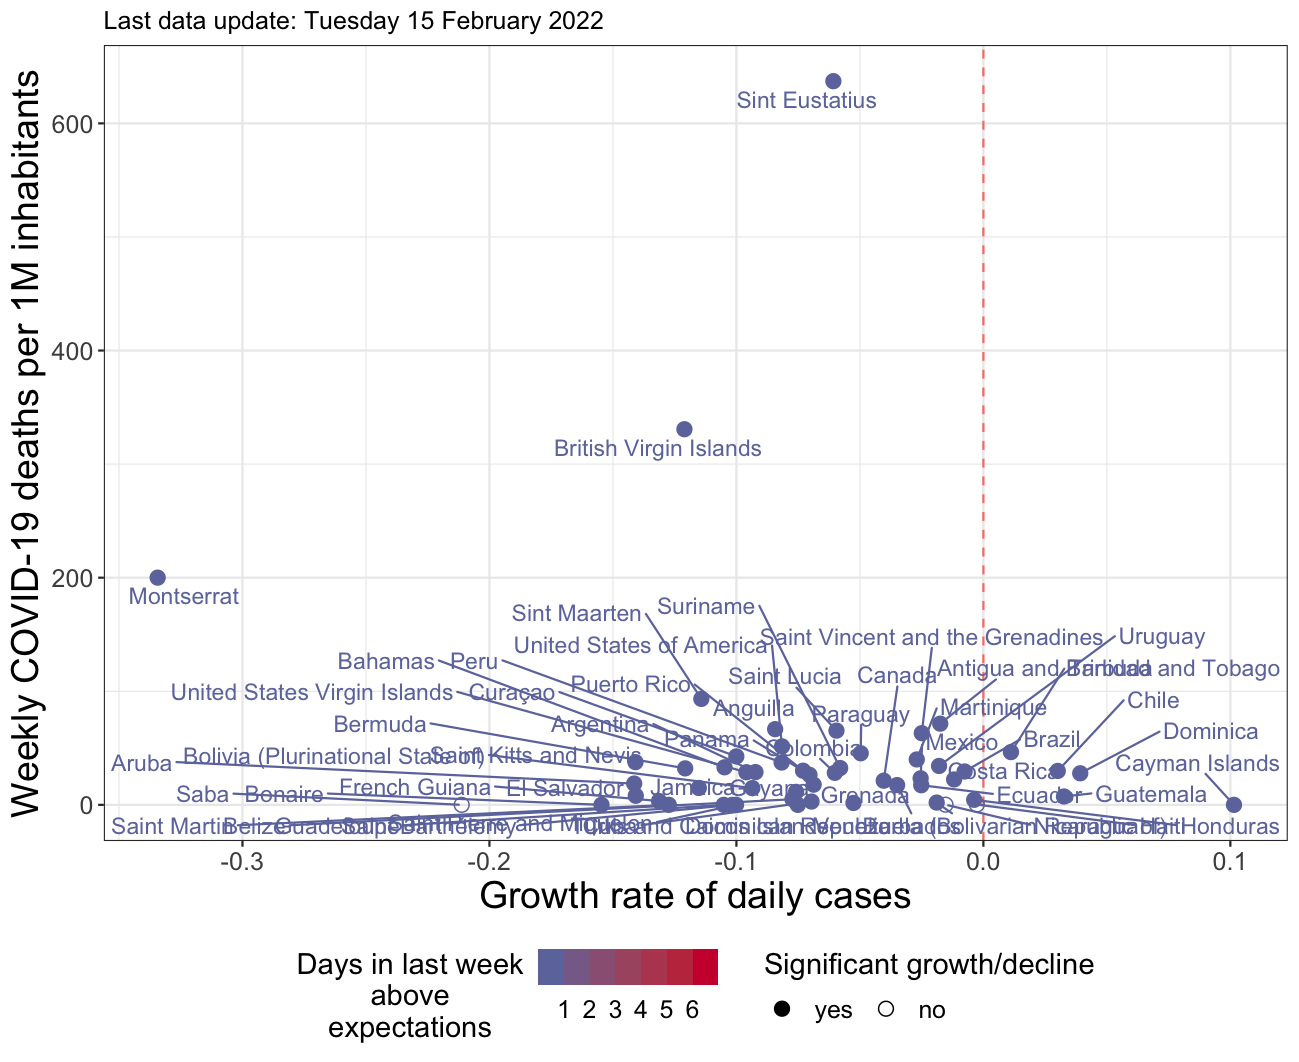 Last data update: Tuesday 15 February 2022
Weekly COVID-19 deaths per 1M inhabitants
600
400
200
0
Sint Eustatius
British Virgin Islands
Montserrat
Suriname
Sint Maarten
Saint Vincent and the Grenadines
Uruguay
United States of America
Bahamas
Peru
Antigua and Barbuda
Trinidad and Tobago
Saint Lucia
Canada
Puerto Rico
United States Virgin Islands
Curaçao
Chile
Anguilla
Martinique
Paraguay
Bermuda
Argentina
Dominica
Panama
Mexico
Brazil
Colombia
Bolivia (Plurinational State of)
Saint Kitts and Nevis
Aruba
Cayman Islands
Costa Rica
French Guiana
El Salvador
Jamaica
Guyana
Saba
Bonaire
Grenada
Ecuador
Guatemala
Saint Martin
Belize
Guadeloupe
Saint Barthelemy
Saint Pierre and Miquelon
Cuba
Turks and Caicos Islands
Dominican Republic
Venezuela (Bolivarian Republic of)
Barbados
Nicaragua
Haiti
Honduras
-0.3
-0.2
-0.1
0.0
0.1
Growth rate of daily cases
Days in last week
above
expectations
1 2 3 4 5 6
Significant growth/decline
yes
no